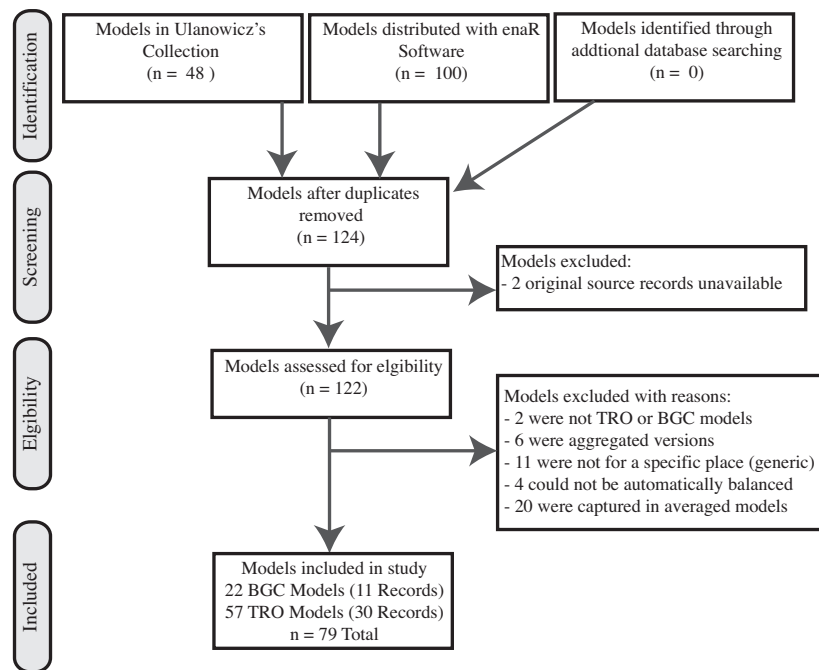 Identification
Models in Ulanowicz's
Collection
(n = 48 )
Models distributed with enaR
Software
(n = 100)
Models identified through
addtional database searching
(n = 0)
Screening
Models after duplicates
removed
(n = 124)
Models excluded:
- 2 original source records unavailable
Elgibility
Models assessed for elgibility
(n = 122)
Models excluded with reasons:
- 2 were not TRO or BGC models
- 6 were aggregated versions
- 11 were not for a specific place (generic)
- 4 could not be automatically balanced
- 20 were captured in averaged models
Included
Models included in study
22 BGC Models (11 Records)
57 TRO Models (30 Records)
n = 79 Total